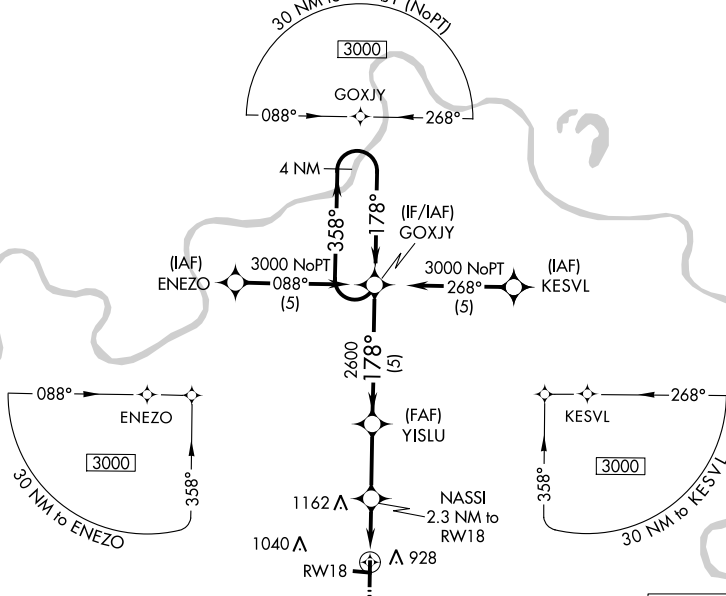 30 NM to
(NoPT)
3000
GOXJY
088°
268°
4 NM
358°
178°
(IF/IAF)
GOXJY
(IAF)
ENEZO
3000 NoPT
088°
(5)
3000 NoPT
268°
(5)
(IAF)
KESVL
2600
178°
(5)
088°
ENEZO
3000
358°
30 NM to ENEZO
(FAF)
YISLU
268°
KESVL
3000
358°
30 NM to KESVL
1162
NASSI
2.3 NM to
RW18
1040
928
RW18